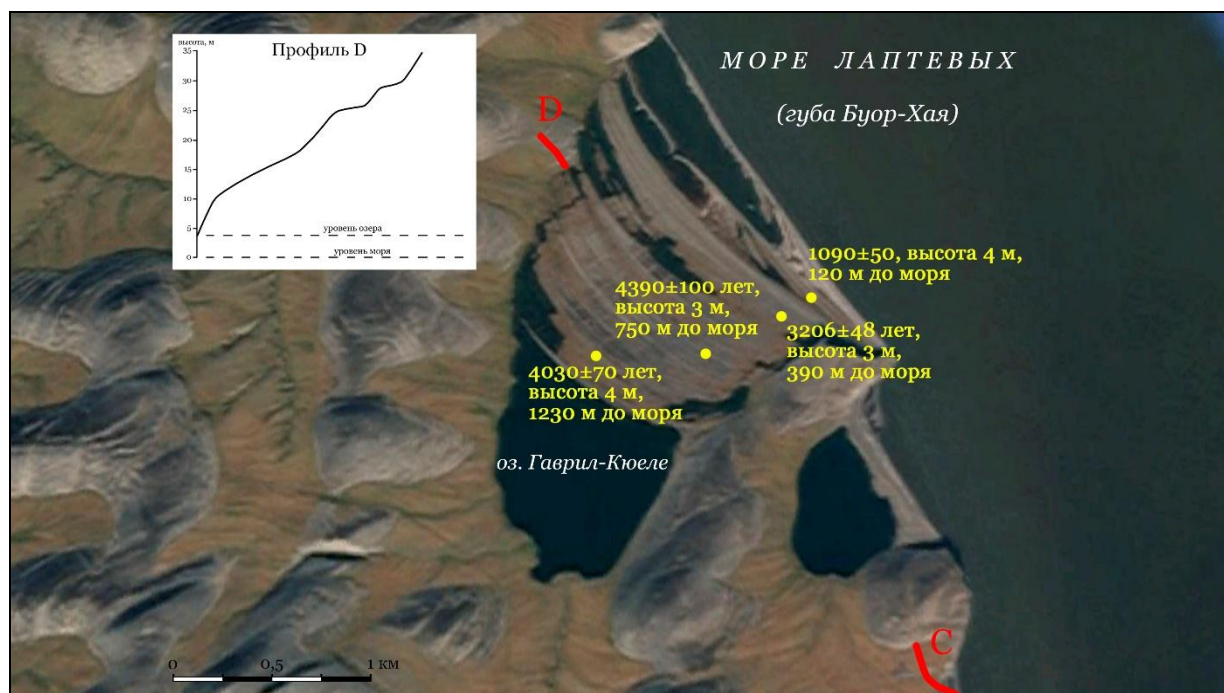 высота, м
Профиль D
35
30
25
20
15
10
5
0
уровень озера
уровень моря
МОРЕ ЛАПТЕВЫХ
(губа Буор-Хая)
D
1090±50, высота 4 м,
120 м до моря
4390±100 лет,
высота 3 м,
750 м до моря
3206±48 лет,
высота 3 м,
390 м до моря
4030±70 лет,
высота 4 м,
1230 м до моря
оз. Гаврил-Кюеле
C
0 0,5 1 км